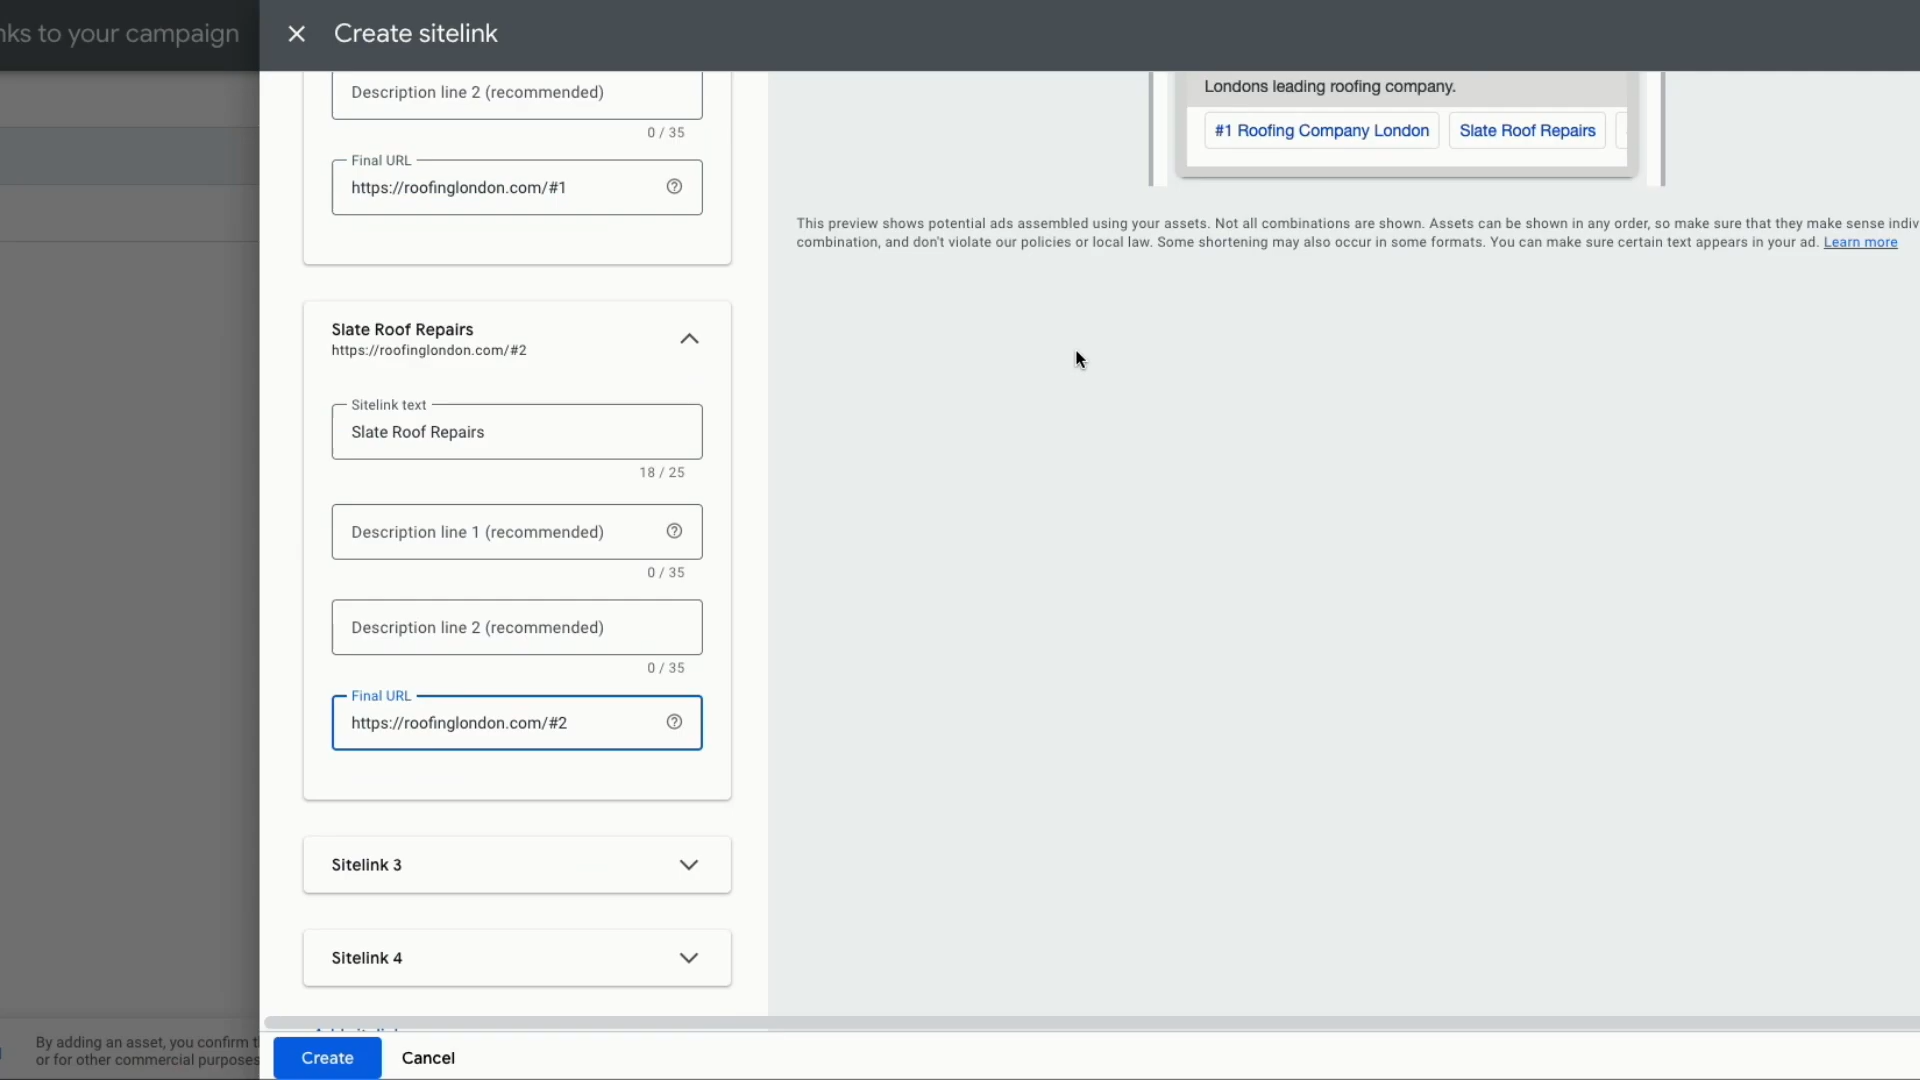 nks to your campaign
Create sitelink
Description line 2 (recommended)
0 / 35
Final URL
https://roofinglondon.com/#1
Slate Roof Repairs
https://roofinglondon.com/#2
Sitelink text
Slate Roof Repairs
18 / 25
Description line 1 (recommended)
0 / 35
Description line 2 (recommended)
0 / 35
Final URL
https://roofinglondon.com/#2
Sitelink 3
Sitelink 4
Londons leading roofing company.
#1 Roofing Company London
Slate Roof Repairs
This preview shows potential ads assembled using your assets. Not all combinations are shown. Assets can be shown in any order, so make sure that they make sense indiv
combination, and don't violate our policies or local law. Some shortening may also occur in some formats. You can make sure certain text appears in your ad. Learn more
By adding an asset, you confirm t
or for other commercial purposes
Create
Cancel